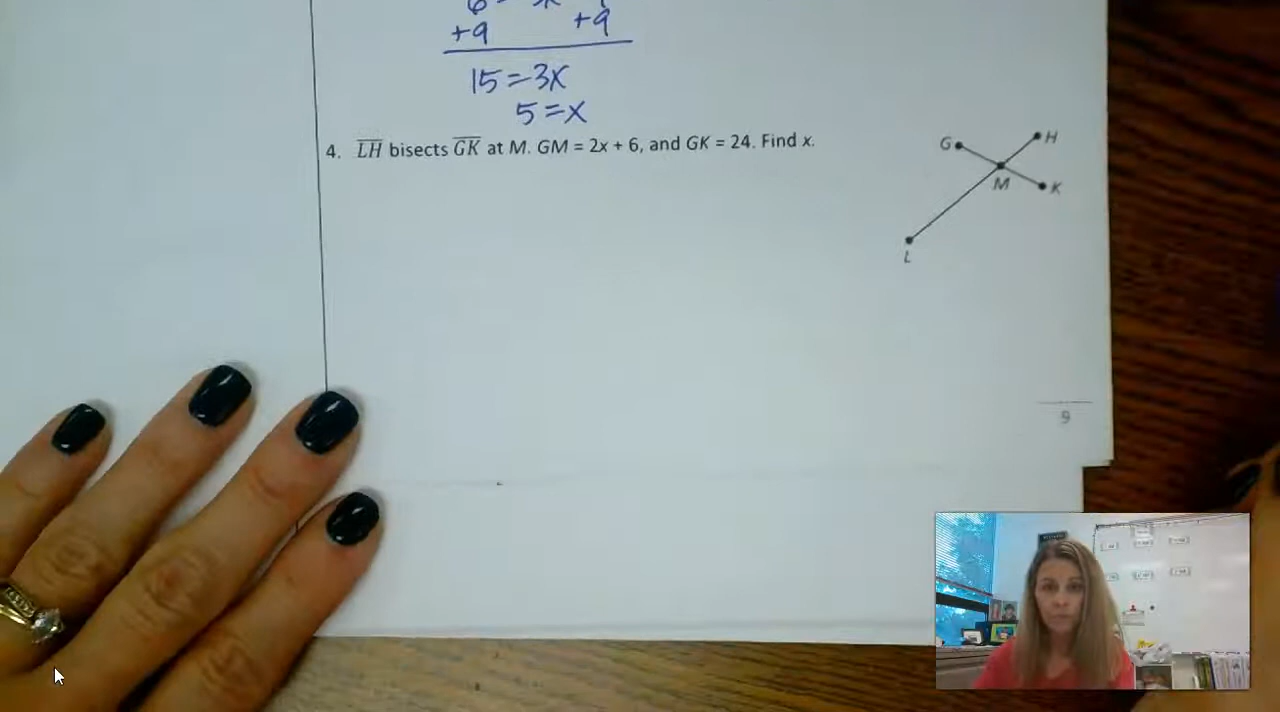 +9 +9
15=3x
5=x
4. LH bisects GK at M. GM = 2x + 6, and GK = 24. Find x.
G H
M K
L
9